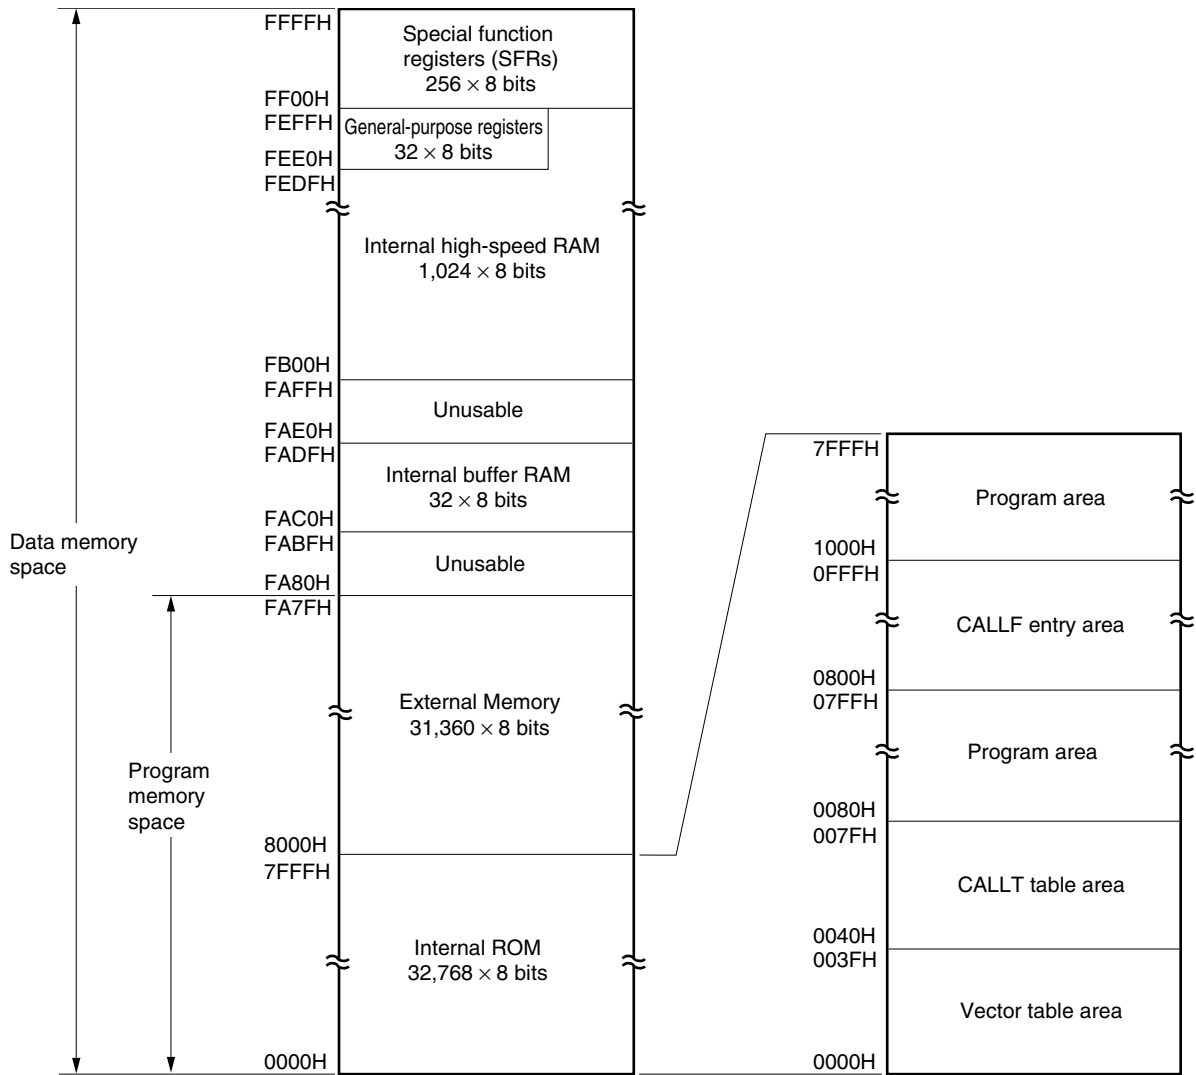 FFFFH
Special function
registers (SFRs)
256 × 8 bits
FF00H
FEFFH
General-purpose registers
32 × 8 bits
FEE0H
FEDFH
Internal high-speed RAM
1,024 × 8 bits
FB00H
FAFFH
Unusable
FAE0H
FADFH
Internal buffer RAM
32 × 8 bits
FAC0H
FABFH
Unusable
FA80H
FA7FH
Data memory
space
External Memory
31,360 × 8 bits
Program
memory
space
8000H
7FFFH
Internal ROM
32,768 × 8 bits
0000H
7FFFH
Program area
1000H
0FFFH
CALLF entry area
0800H
07FFH
Program area
0080H
007FH
CALLT table area
0040H
003FH
Vector table area
0000H